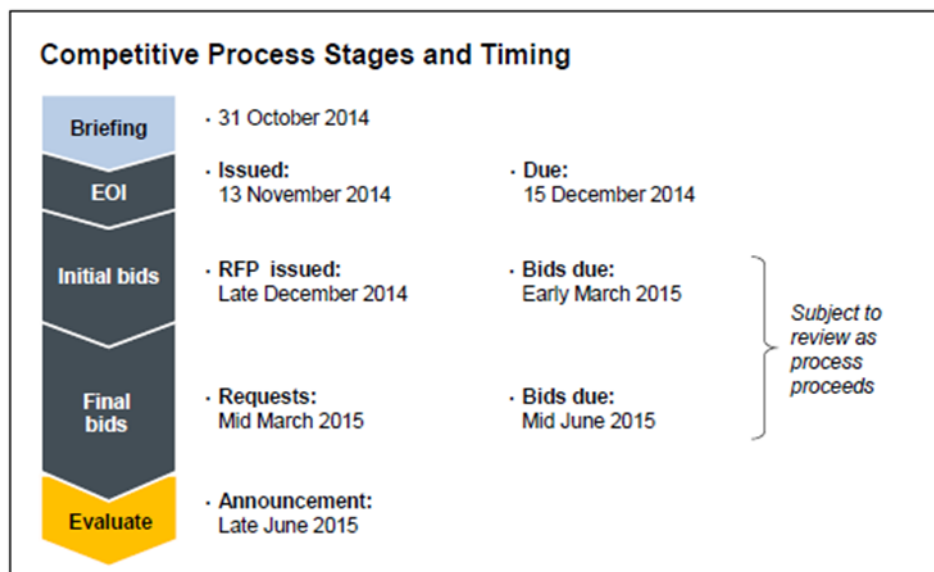 Competitive Process Stages and Timing
Briefing
· 31 October 2014
EOI
· Issued:
13 November 2014
· Due:
15 December 2014
Initial bids
· RFP issued:
Late December 2014
· Bids due:
Early March 2015
Subject to
review as
process
proceeds
Final
bids
· Requests:
Mid March 2015
· Bids due:
Mid June 2015
Evaluate
· Announcement:
Late June 2015